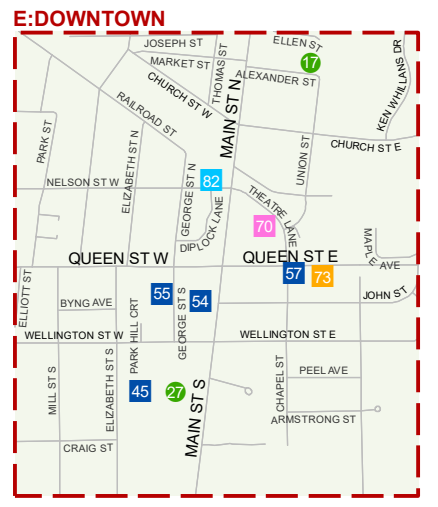 E:DOWNTOWN
JOSEPH ST
ELLEN ST
MARKET ST
THOMAS ST
17
ALEXANDER ST
KEN WHILLANS DR
CHURCH ST W
MAIN ST N
RAILROAD ST
CHURCH ST E
PARK ST
ELIZABETH ST N
GEORGE ST N
UNION ST
NELSON ST W
82
THEATRE LANE
DIPLOCK LANE
70
MAPLE AVE
QUEEN ST W
QUEEN ST E
57
73
ELLIOTT ST
55
54
JOHN ST
BYNG AVE
PARK HILL CRT
GEORGE ST S
WELLINGTON ST W
WELLINGTON ST E
MILL ST S
ELIZABETH ST S
45
27
MAIN ST S
CHAPEL ST
PEEL AVE
ARMSTRONG ST
CRAIG ST